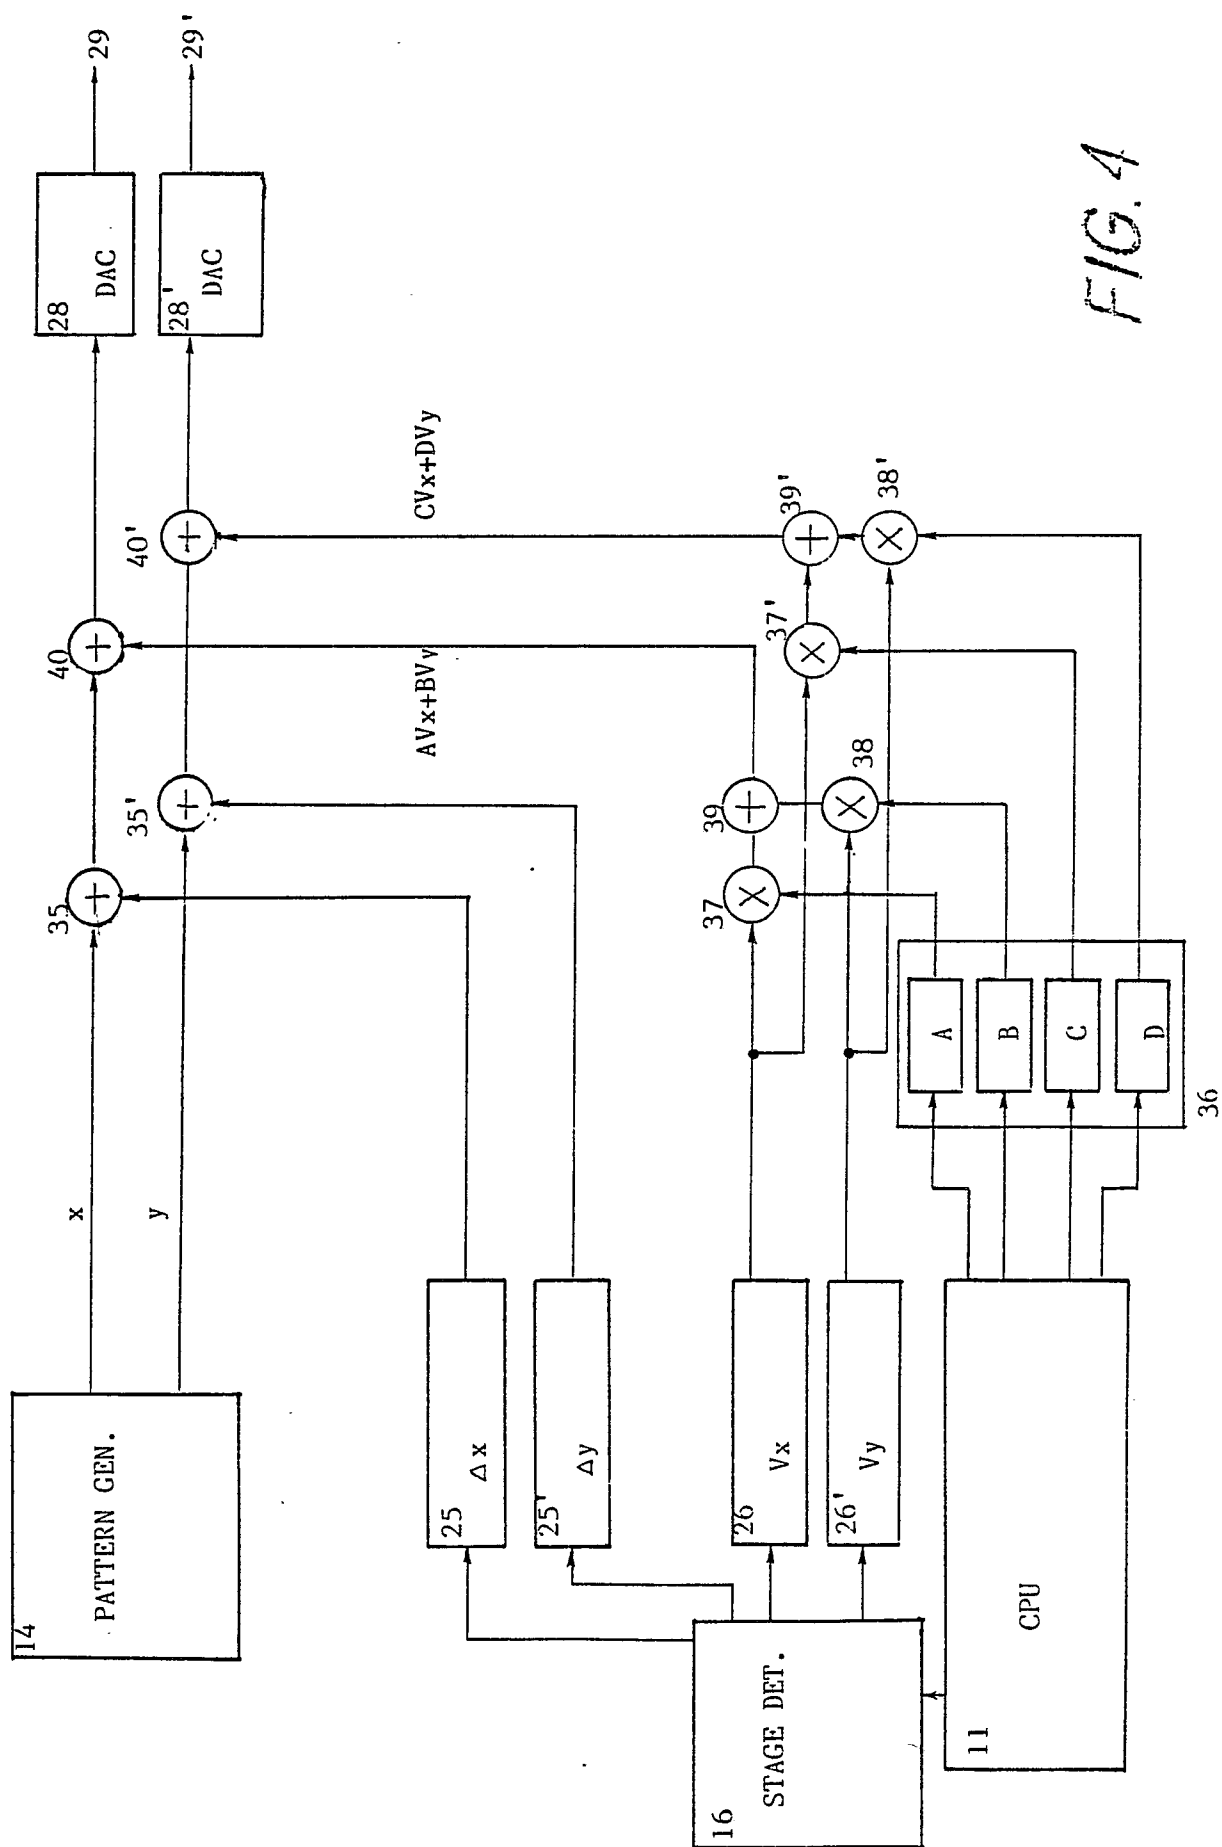 14
PATTERN GEN.
x
y
35
+
35'
+
40
+
40'
+
28
DAC
28'
DAC
29
29'
25
Δx
25'
Δy
AVx+BVy
CVx+DVy
16
STAGE DET.
26
Vx
26'
Vy
37
X
39
+
38
X
37'
X
39'
+
38'
X
11
CPU
A
B
C
D
36
FIG. 4